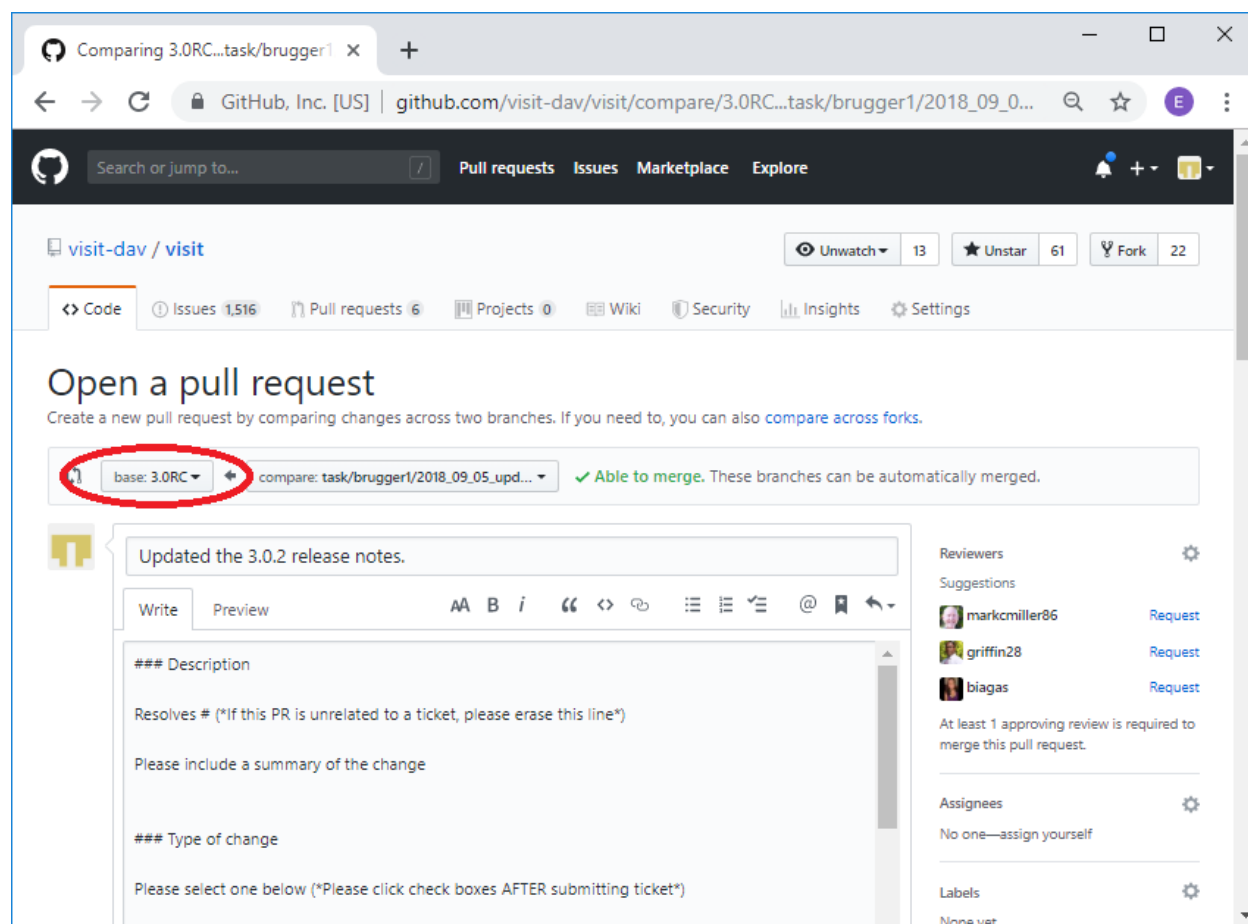 Comparing 3.0RC...task/brugger1
GitHub, Inc. [US] github.com/visit-dav/visit/compare/3.0RC...task/brugger1/2018_09_0... E
Search or jump to... / Pull requests Issues Marketplace Explore
visit-dav / visit Unwatch 13 Unstar 61 Fork 22
Code Issues 1,516 Pull requests 6 Projects 0 Wiki Security Insights Settings
Open a pull request
Create a new pull request by comparing changes across two branches. If you need to, you can also compare across forks.
base: 3.0RC compare: task/brugger1/2018_09_05_upd... Able to merge. These branches can be automatically merged.
Updated the 3.0.2 release notes.
Write Preview AA B i “ <> @
### Description
Resolves # (*If this PR is unrelated to a ticket, please erase this line*)
Please include a summary of the change
### Type of change
Please select one below (*Please click check boxes AFTER submitting ticket*)
Reviewers
Suggestions
markcmiller86 Request
griffin28 Request
biagas Request
At least 1 approving review is required to
merge this pull request.
Assignees
No one—assign yourself
Labels
None yet